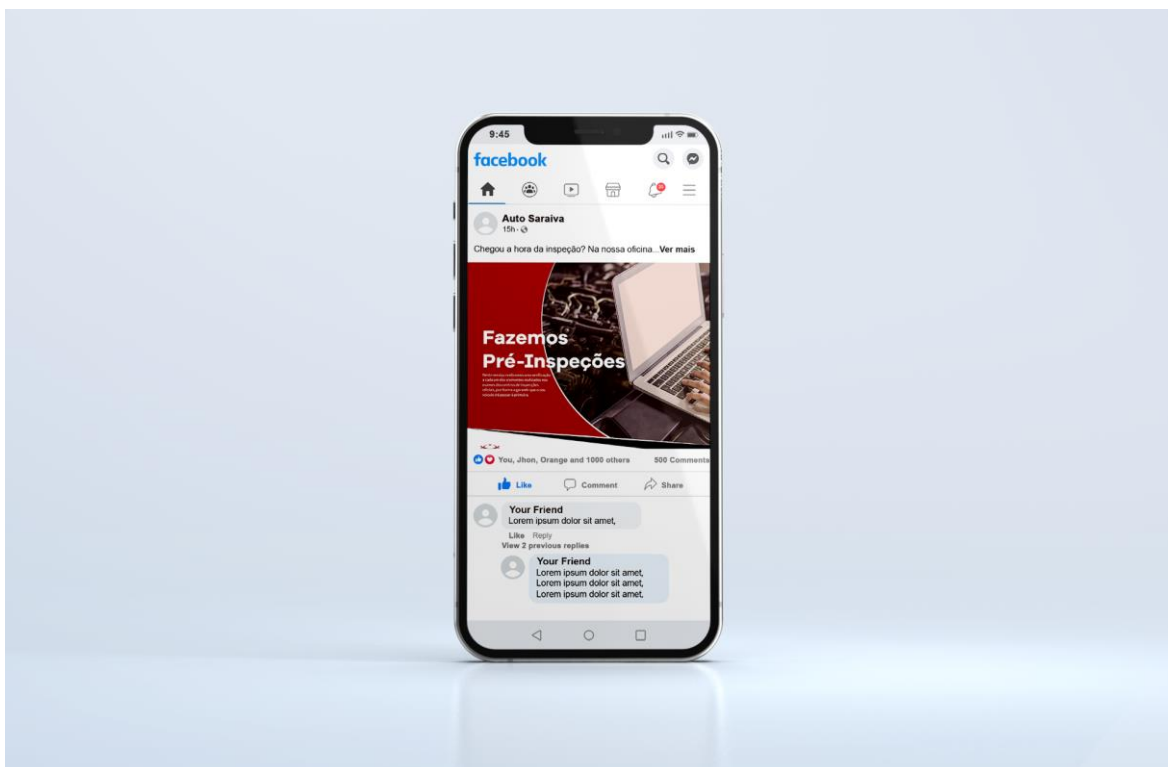 9:45
facebook
Auto Saraiva
15h
Chegou a hora da inspeção? Na nossa oficina...Ver mais
Fazemos
Pré-Inspeções
You, Jhon, Orange and 1000 others 500 Comments
Like Comment Share
Your Friend
Lorem ipsum dolor sit amet,
Like Reply
View 2 previous replies
Your Friend
Lorem ipsum dolor sit amet,
Lorem ipsum dolor sit amet,
Lorem ipsum dolor sit amet,